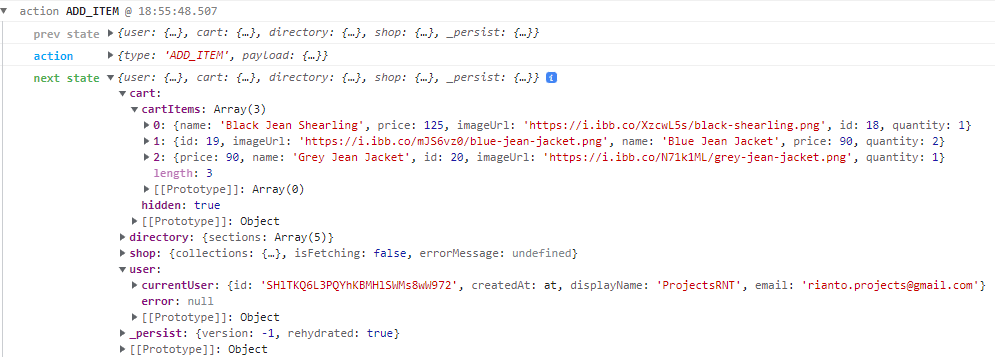 action ADD_ITEM @ 18:55:48.507
prev state {user: {…}, cart: {…}, directory: {…}, shop: {…}, _persist: {…}}
action {type: 'ADD_ITEM', payload: {…}}
next state {user: {…}, cart: {…}, directory: {…}, shop: {…}, _persist: {…}} i
cart:
cartItems: Array(3)
0: {name: 'Black Jean Shearling', price: 125, imageUrl: 'https://i.ibb.co/XzcwL5s/black-shearling.png', id: 18, quantity: 1}
1: {id: 19, imageUrl: 'https://i.ibb.co/mJS6vz0/blue-jean-jacket.png', name: 'Blue Jean Jacket', price: 90, quantity: 2}
2: {price: 90, name: 'Grey Jean Jacket', id: 20, imageUrl: 'https://i.ibb.co/N71k1ML/grey-jean-jacket.png', quantity: 1}
length: 3
[[Prototype]]: Array(0)
hidden: true
[[Prototype]]: Object
directory: {sections: Array(5)}
shop: {collections: {…}, isFetching: false, errorMessage: undefined}
user:
currentUser: {id: 'SHlTKQ6L3PQYhKBMHlSWMs8wW972', createdAt: at, displayName: 'ProjectsRNT', email: 'rianto.projects@gmail.com'}
error: null
[[Prototype]]: Object
_persist: {version: -1, rehydrated: true}
[[Prototype]]: Object